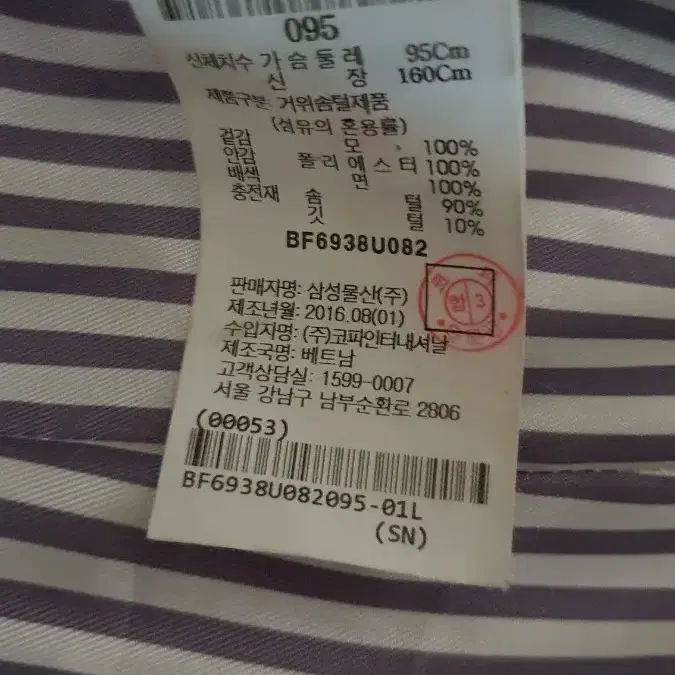 095
신체치수 가슴둘레 95Cm
신 장 160Cm
제품구분: 거위솜털제품
(섬유의 혼용률)
겉감 모 100%
안감 폴리에스터 100%
배색 면 100%
충전재 솜 털 90%
깃 털 10%
BF6938U082
판매자명: 삼성물산(주)
제조년월: 2016.08(01)
수입자명: (주)코파인터내셔날
제조국명: 베트남
고객상담실: 1599-0007
서울 강남구 남부순환로 2806
(00053)
BF6938U082095-01L
(SN)
합 3